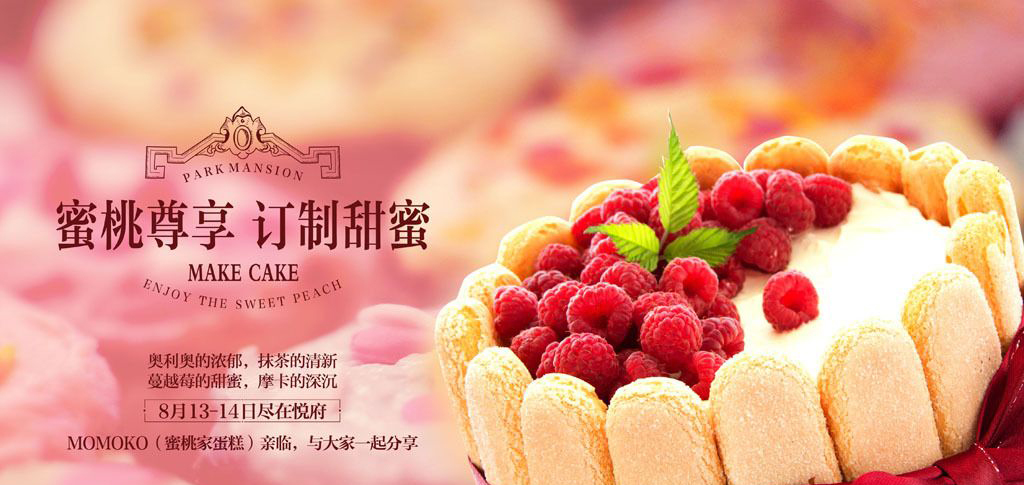 PARK MANSION
蜜桃尊享 订制甜蜜
MAKE CAKE
ENJOY THE SWEET PEACH
奥利奥的浓郁，抹茶的清新
蔓越莓的甜蜜，摩卡的深沉
8月13-14日尽在悦府
MOMOKO（蜜桃家蛋糕）亲临，与大家一起分享